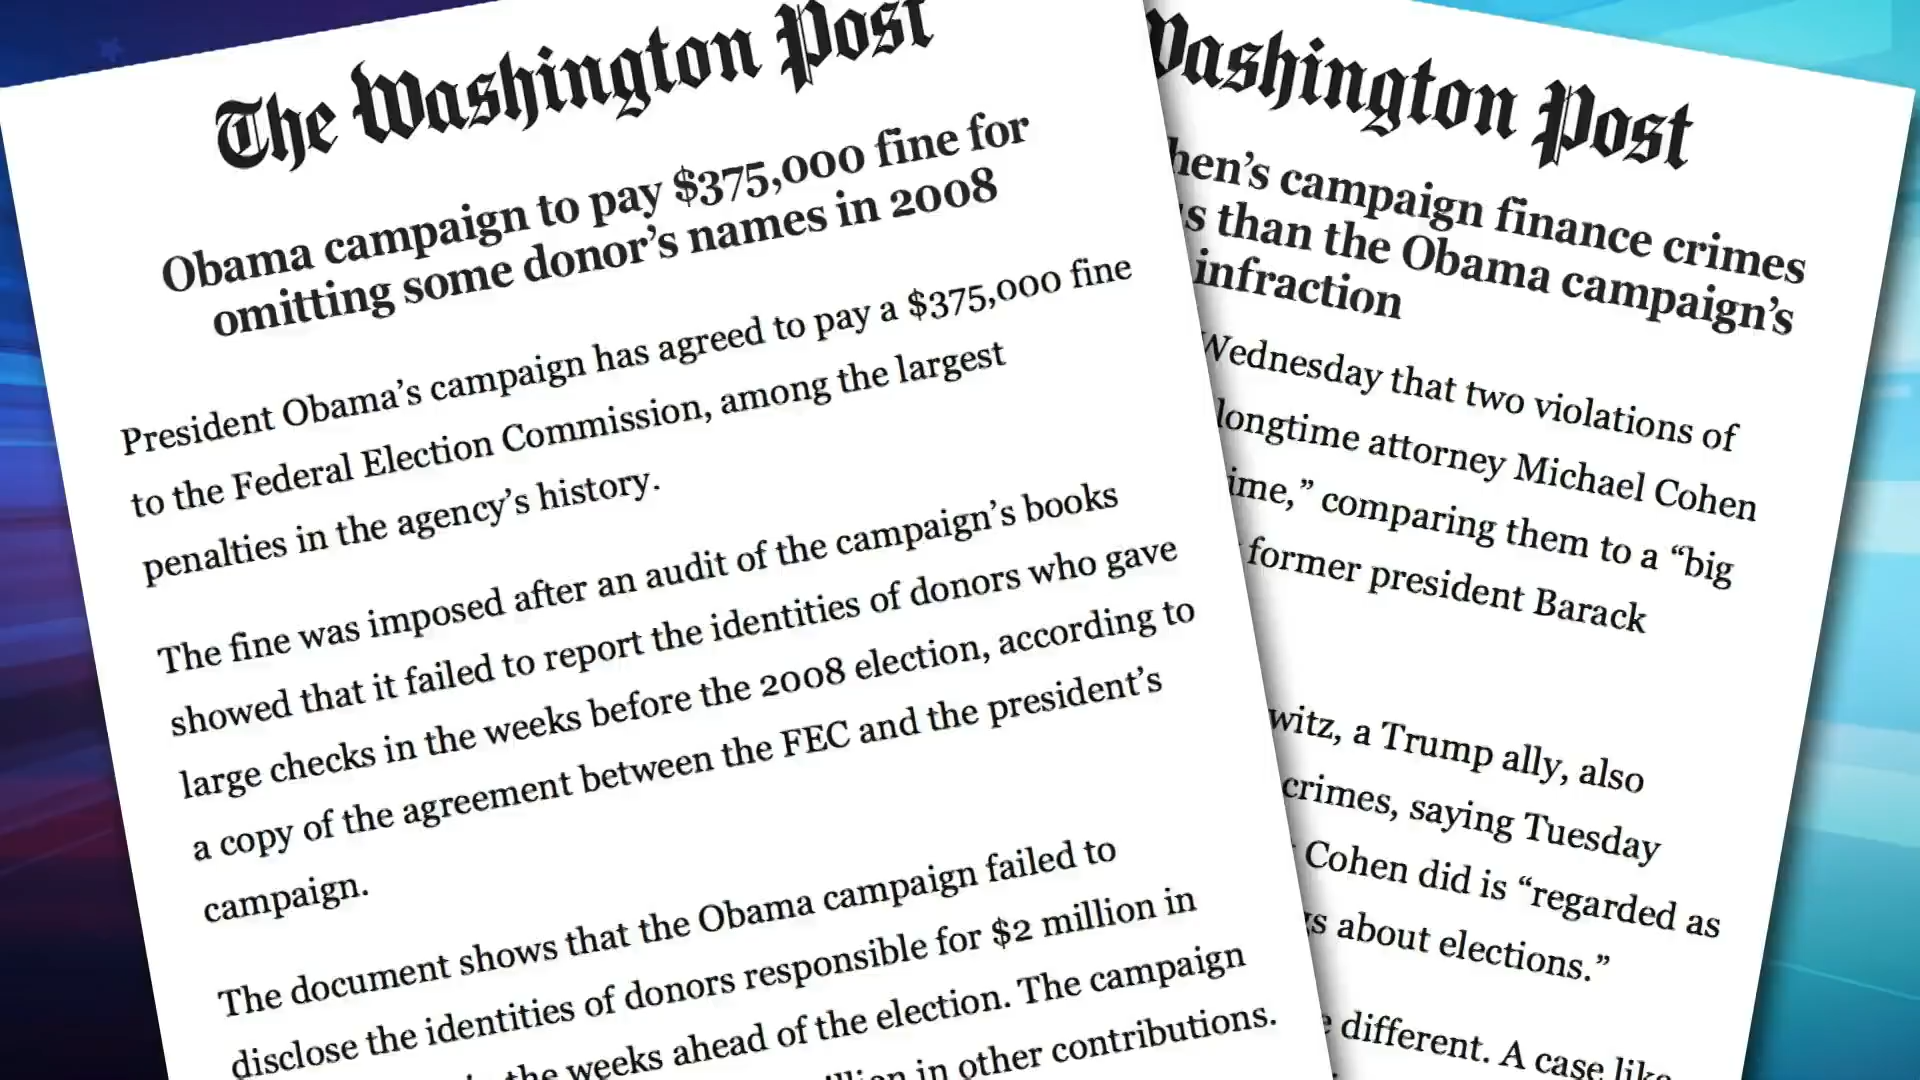 The Washington Post
Obama campaign to pay $375,000 fine for
omitting some donor’s names in 2008
President Obama’s campaign has agreed to pay a $375,000 fine
to the Federal Election Commission, among the largest
penalties in the agency’s history.
The fine was imposed after an audit of the campaign’s books
showed that it failed to report the identities of donors who gave
large checks in the weeks before the 2008 election, according to
a copy of the agreement between the FEC and the president’s
campaign.
The document shows that the Obama campaign failed to
disclose the identities of donors responsible for $2 million in
the weeks ahead of the election. The campaign
in other contributions.
Washington Post
campaign finance crimes
than the Obama campaign’s
infraction
Wednesday that two violations of
longtime attorney Michael Cohen
comparing them to a “big
former president Barack
a Trump ally, also
crimes, saying Tuesday
Cohen did is “regarded as
about elections.”
different. A case like